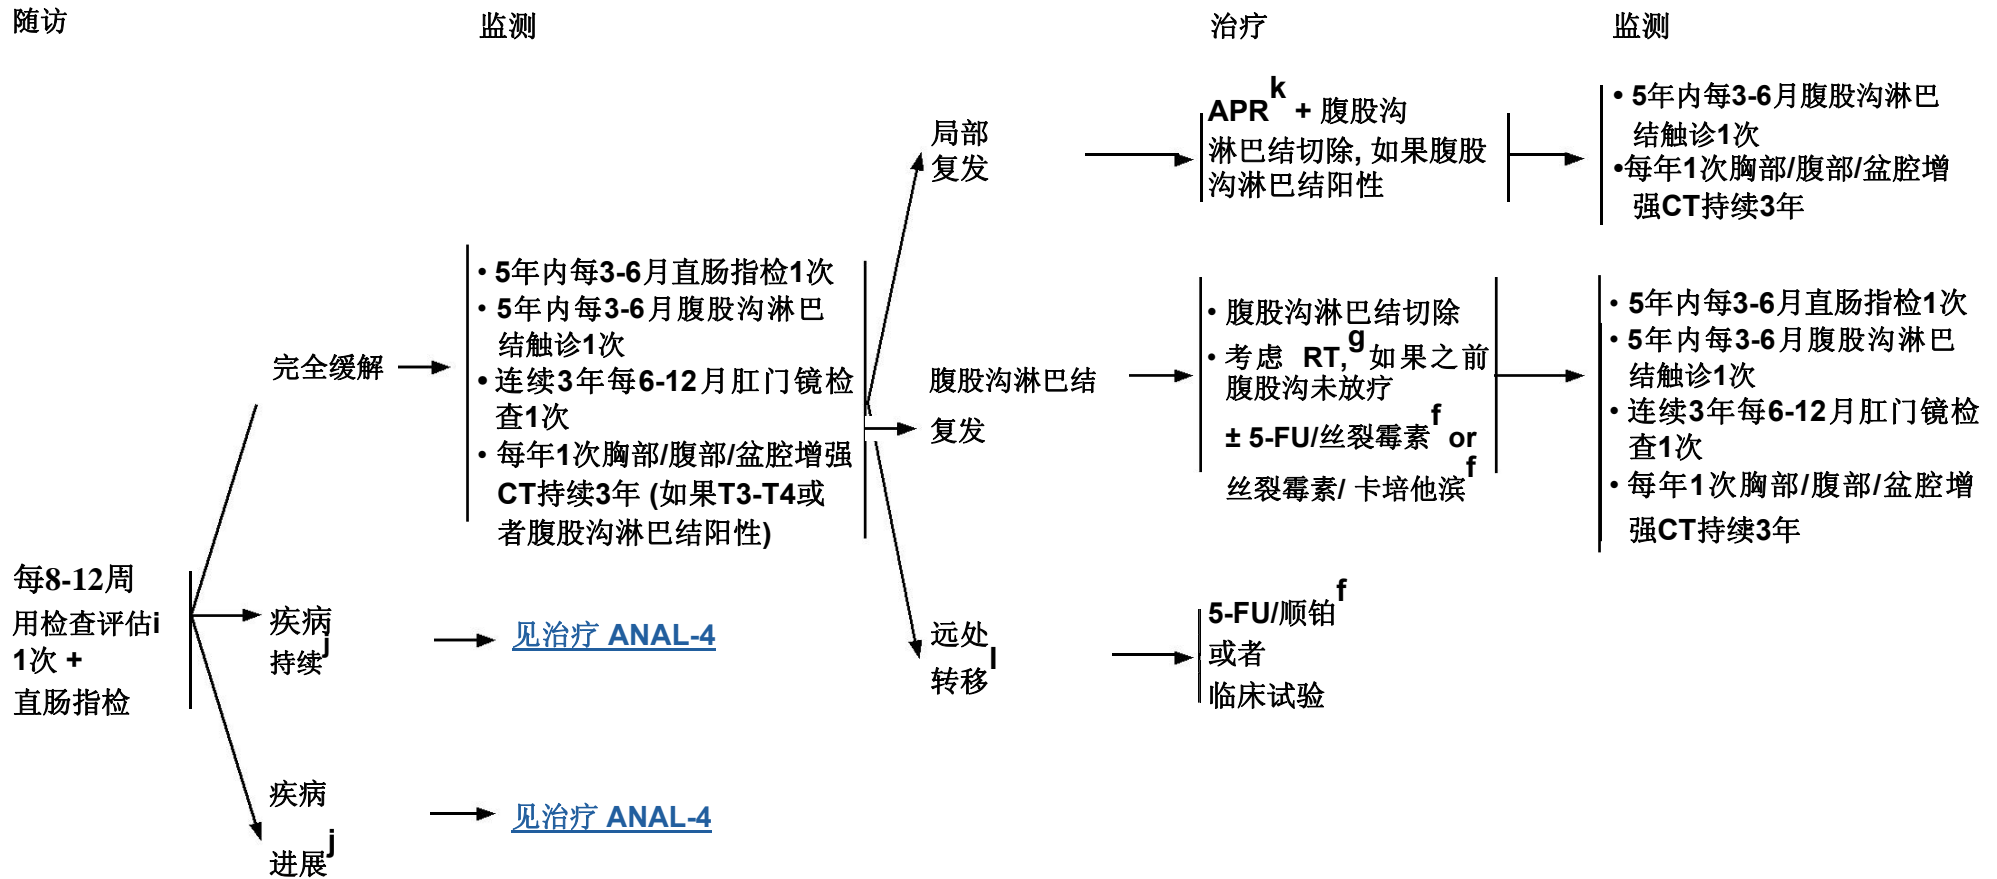 随访
监测
治疗
监测
每8-12周
用检查评估i
1次 +
直肠指检
完全缓解
疾病
持续j
疾病
进展j
• 5年内每3-6月直肠指检1次
• 5年内每3-6月腹股沟淋巴
结触诊1次
• 连续3年每6-12月肛门镜检
查1次
• 每年1次胸部/腹部/盆腔增强
CT持续3年 (如果T3-T4或
者腹股沟淋巴结阳性)
见治疗 ANAL-4
见治疗 ANAL-4
局部
复发
腹股沟淋巴结
复发
远处
转移l
APRk + 腹股沟
淋巴结切除, 如果腹股
沟淋巴结阳性
• 腹股沟淋巴结切除
• 考虑 RT,g如果之前
腹股沟未放疗
± 5-FU/丝裂霉素f or
丝裂霉素/ 卡培他滨f
5-FU/顺铂f
或者
临床试验
• 5年内每3-6月腹股沟淋巴
结触诊1次
•每年1次胸部/腹部/盆腔增
强CT持续3年
• 5年内每3-6月直肠指检1次
• 5年内每3-6月腹股沟淋巴
结触诊1次
• 连续3年每6-12月肛门镜检
查1次
• 每年1次胸部/腹部/盆腔增
强CT持续3年